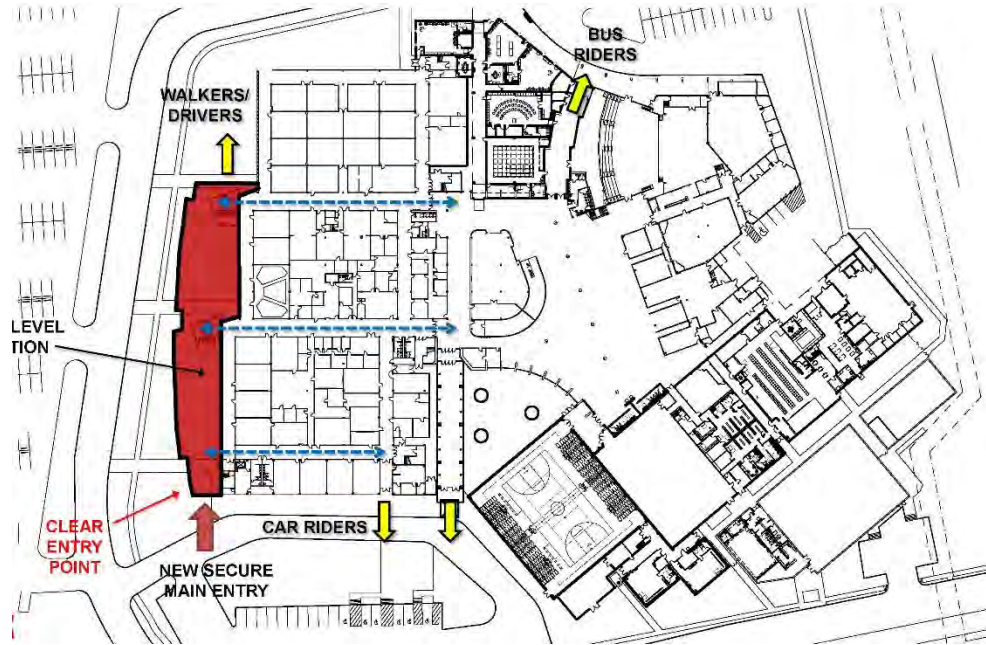 BUS
RIDERS
WALKERS/
DRIVERS
LEVEL
TION
CLEAR
ENTRY
POINT
CAR RIDERS
NEW SECURE
MAIN ENTRY